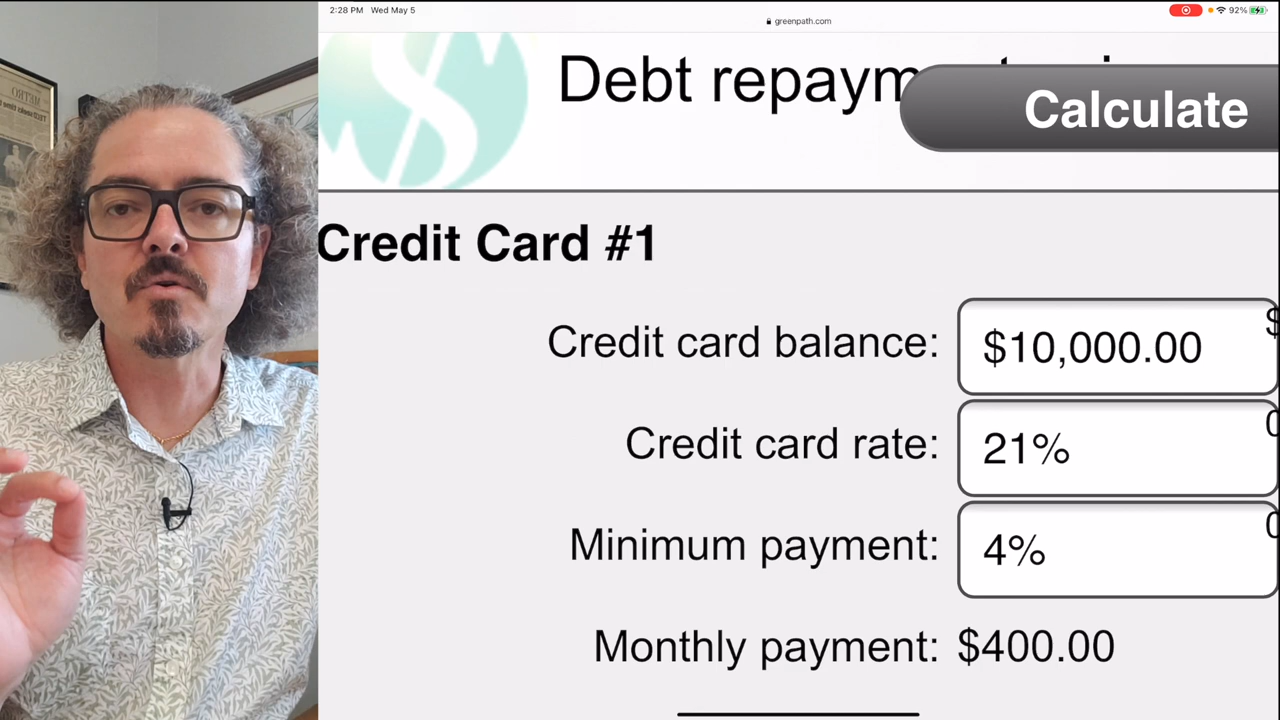 2:28 PM Wed May 5
greenpath.com
92%
Debt repaym
Calculate
Credit Card #1
Credit card balance: $10,000.00
Credit card rate: 21%
Minimum payment: 4%
Monthly payment: $400.00
METRO